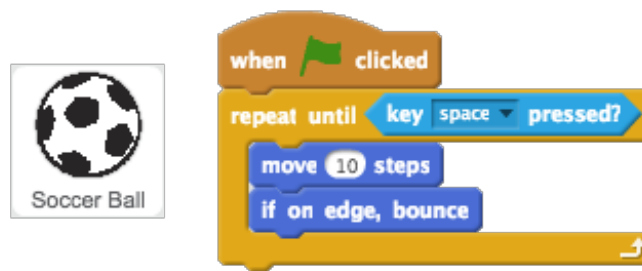 when clicked
repeat until key space pressed?
move 10 steps
if on edge, bounce
Soccer Ball